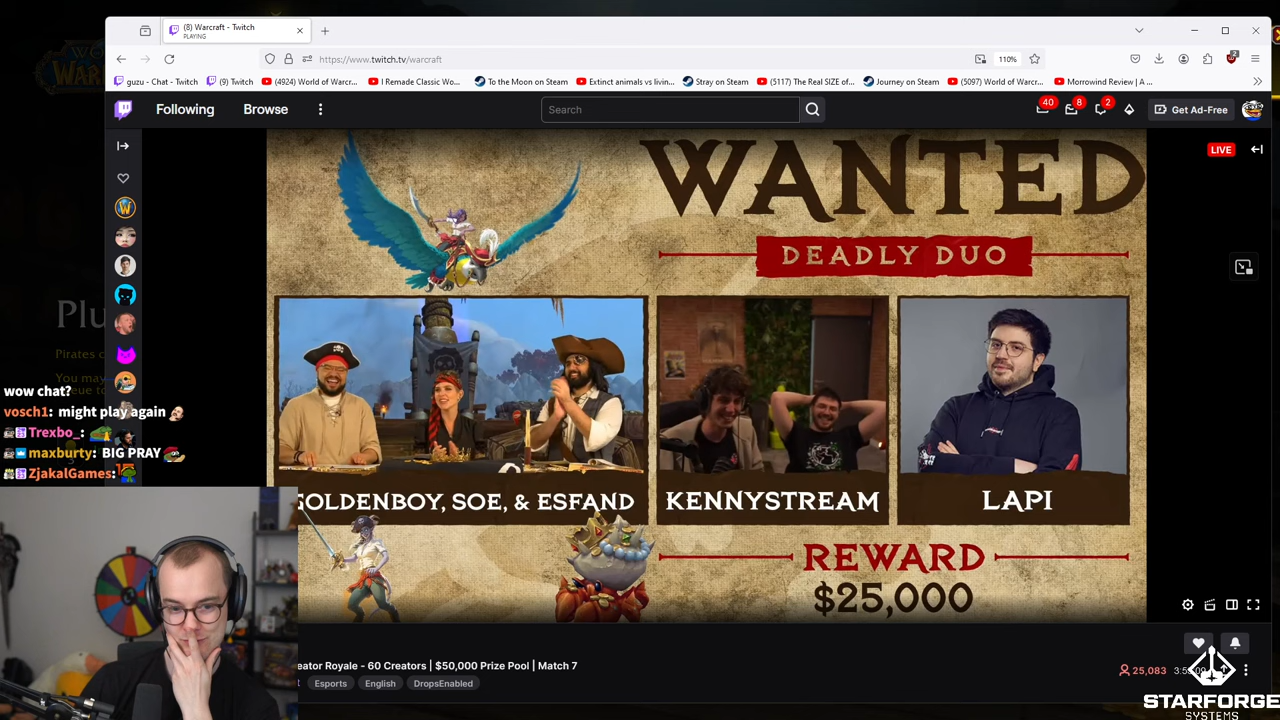 (8) Warcraft - Twitch
PLAYING
https://www.twitch.tv/warcraft
110%
guzu - Chat - Twitch
(9) Twitch
(4924) World of Warcr...
I Remade Classic Wo...
To the Moon on Steam
Extinct animals vs livin...
Stray on Steam
(5117) The Real SIZE of...
Journey on Steam
(5097) World of Warcr...
Morrowind Review | A ...
Following
Browse
Search
40
8
2
Get Ad-Free
LIVE
WANTED
DEADLY DUO
GOLDENBOY, SOE, & ESFAND
KENNYSTREAM
LAPI
REWARD
$25,000
Plu
Pirates c
You may
wow chat?
vosch1: might play again
Trexbo_:
maxburty: BIG PRAY
ZjakalGames:
eator Royale - 60 Creators | $50,000 Prize Pool | Match 7
Esports
English
DropsEnabled
25,083
STARFORGE
SYSTEMS